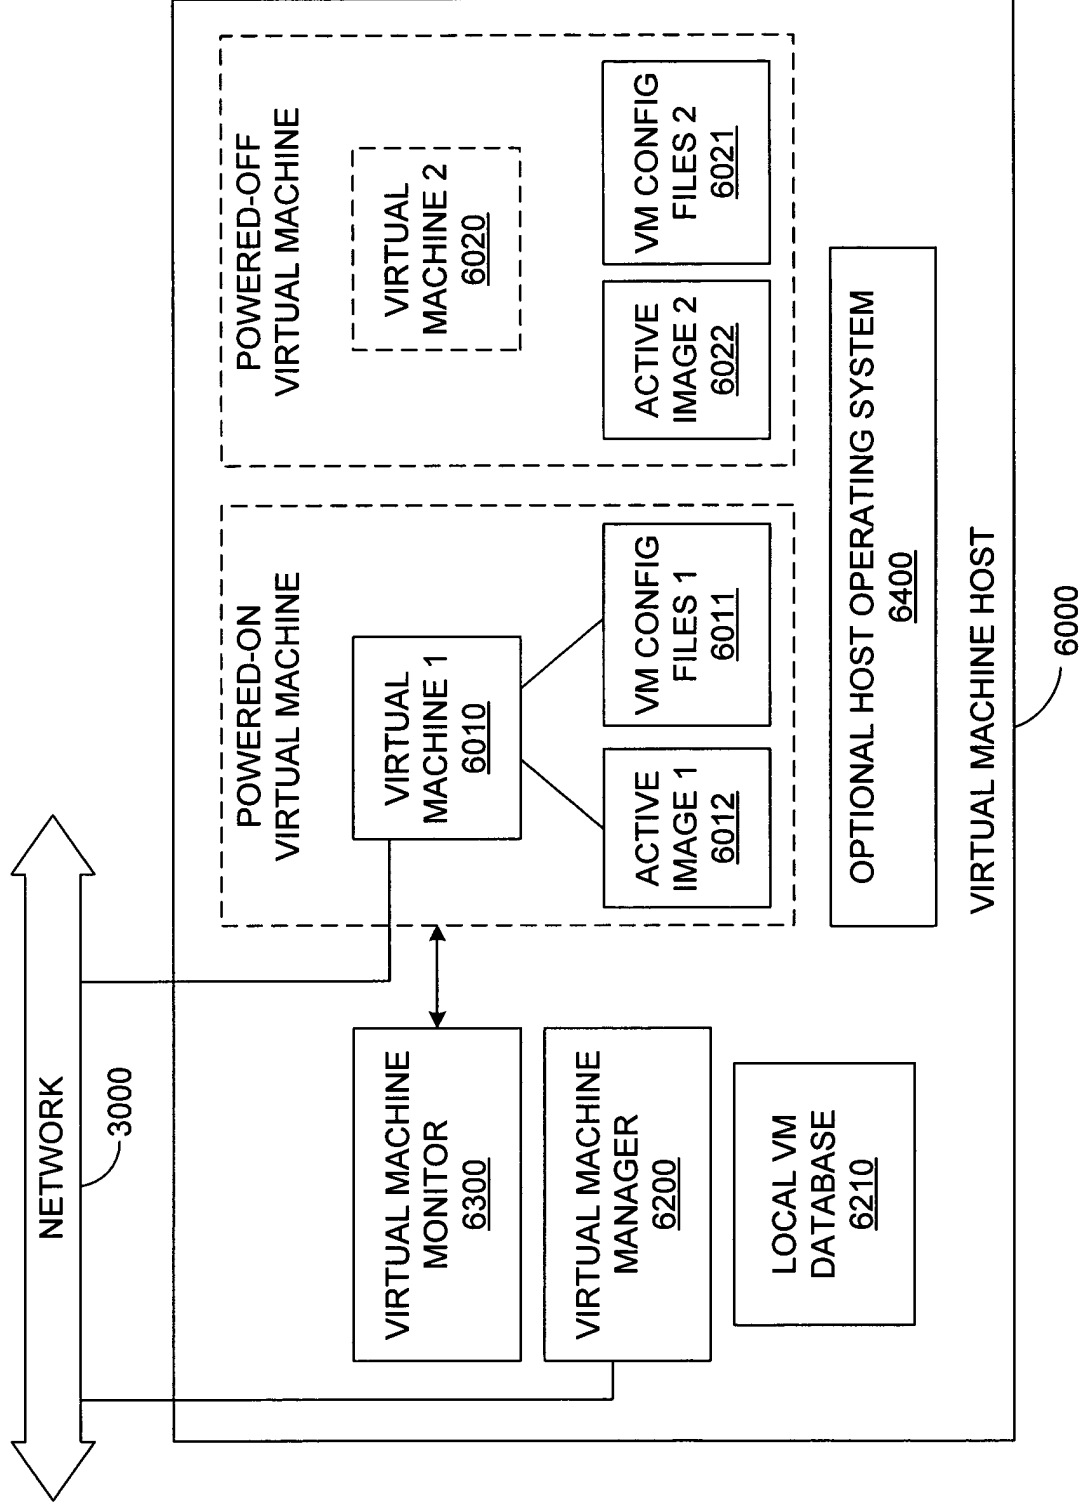 NETWORK
3000
VIRTUAL MACHINE
MONITOR
6300
VIRTUAL MACHINE
MANAGER
6200
LOCAL VM
DATABASE
6210
POWERED-ON
VIRTUAL MACHINE
VIRTUAL
MACHINE 1
6010
ACTIVE
IMAGE 1
6012
VM CONFIG
FILES 1
6011
POWERED-OFF
VIRTUAL MACHINE
VIRTUAL
MACHINE 2
6020
ACTIVE
IMAGE 2
6022
VM CONFIG
FILES 2
6021
OPTIONAL HOST OPERATING SYSTEM
6400
VIRTUAL MACHINE HOST
6000